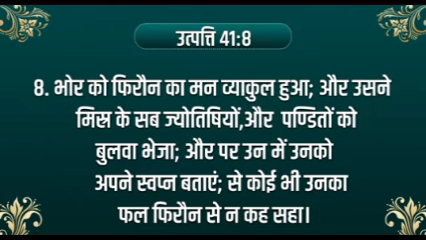 उत्पत्ति 41:8
8. भोर को फिरौन का मन व्याकुल हुआ; और उसने
मिस्र के सब ज्योतिषियों,और पण्डितों को
बुलवा भेजा; और पर उन में उनको
अपने स्वप्न बताएं; से कोई भी उनका
फल फिरौन से न कह सहा।